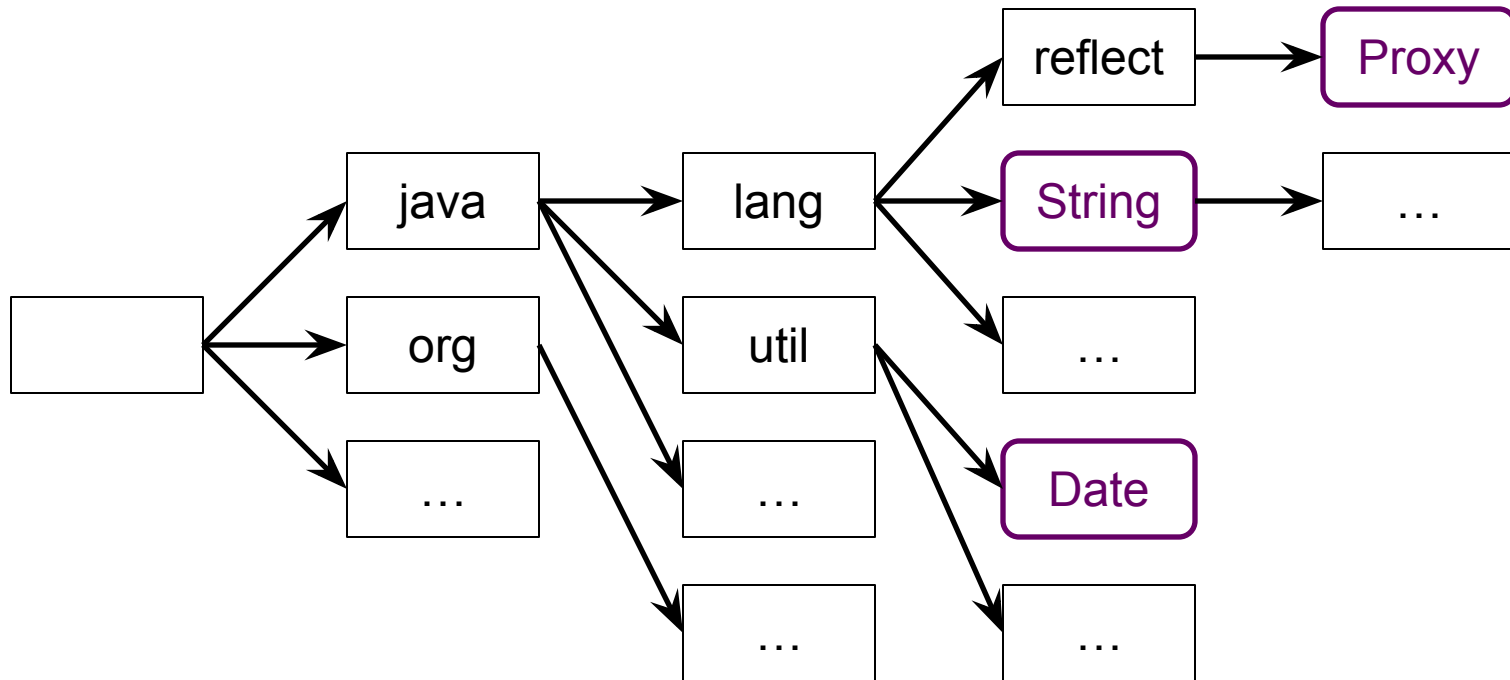 reflect
Proxy
java
lang
String
…
org
util
…
…
…
Date
…
…